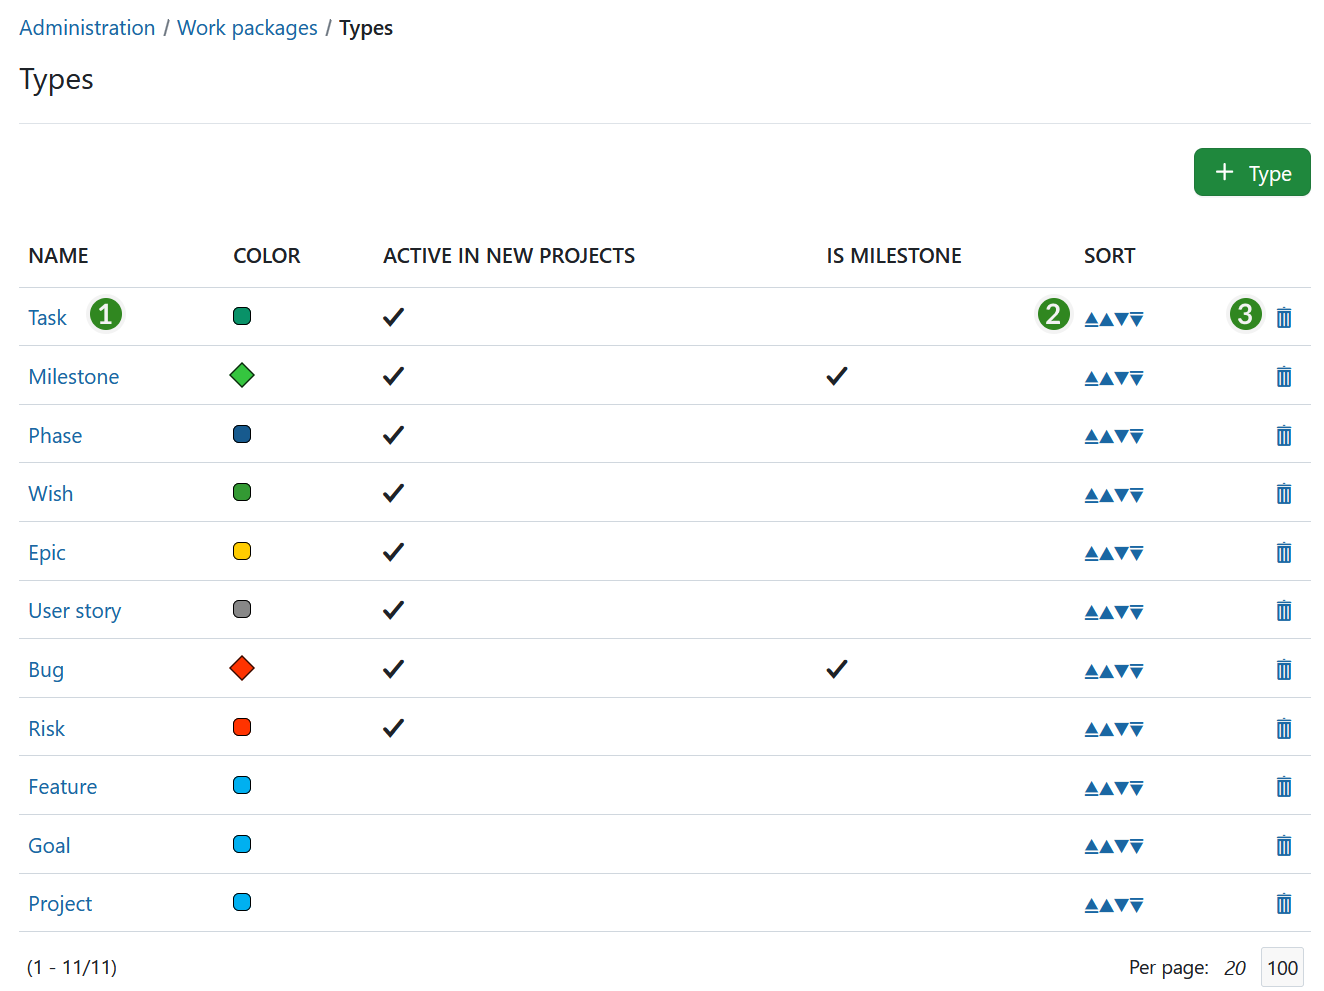 Administration / Work packages / Types
Types
+ Type
NAME COLOR ACTIVE IN NEW PROJECTS IS MILESTONE SORT
Task 1 2 3
Milestone
Phase
Wish
Epic
User story
Bug
Risk
Feature
Goal
Project
(1 - 11/11) Per page: 20 100